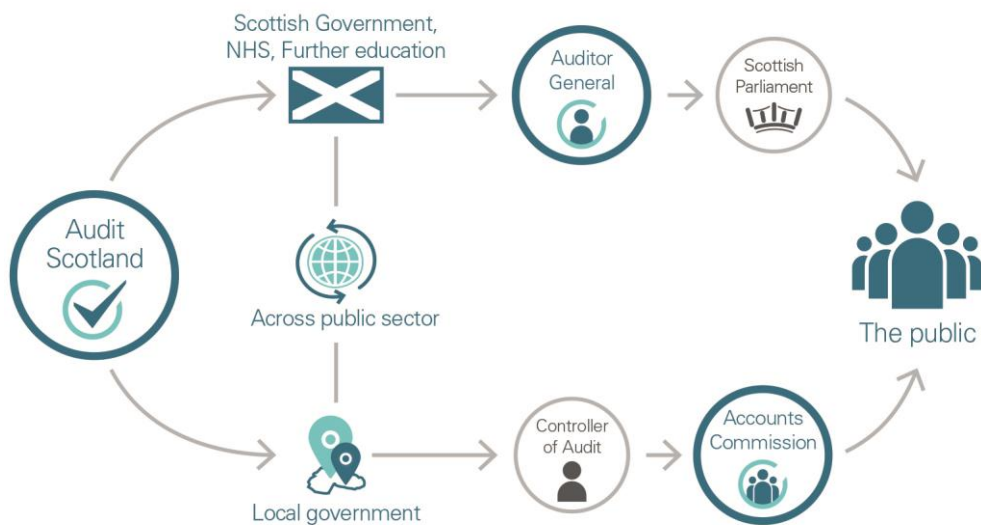 Scottish Government,
NHS, Further education
Auditor
General
Scottish
Parliament
Audit
Scotland
Across public sector
The public
Controller
of Audit
Accounts
Commission
Local government